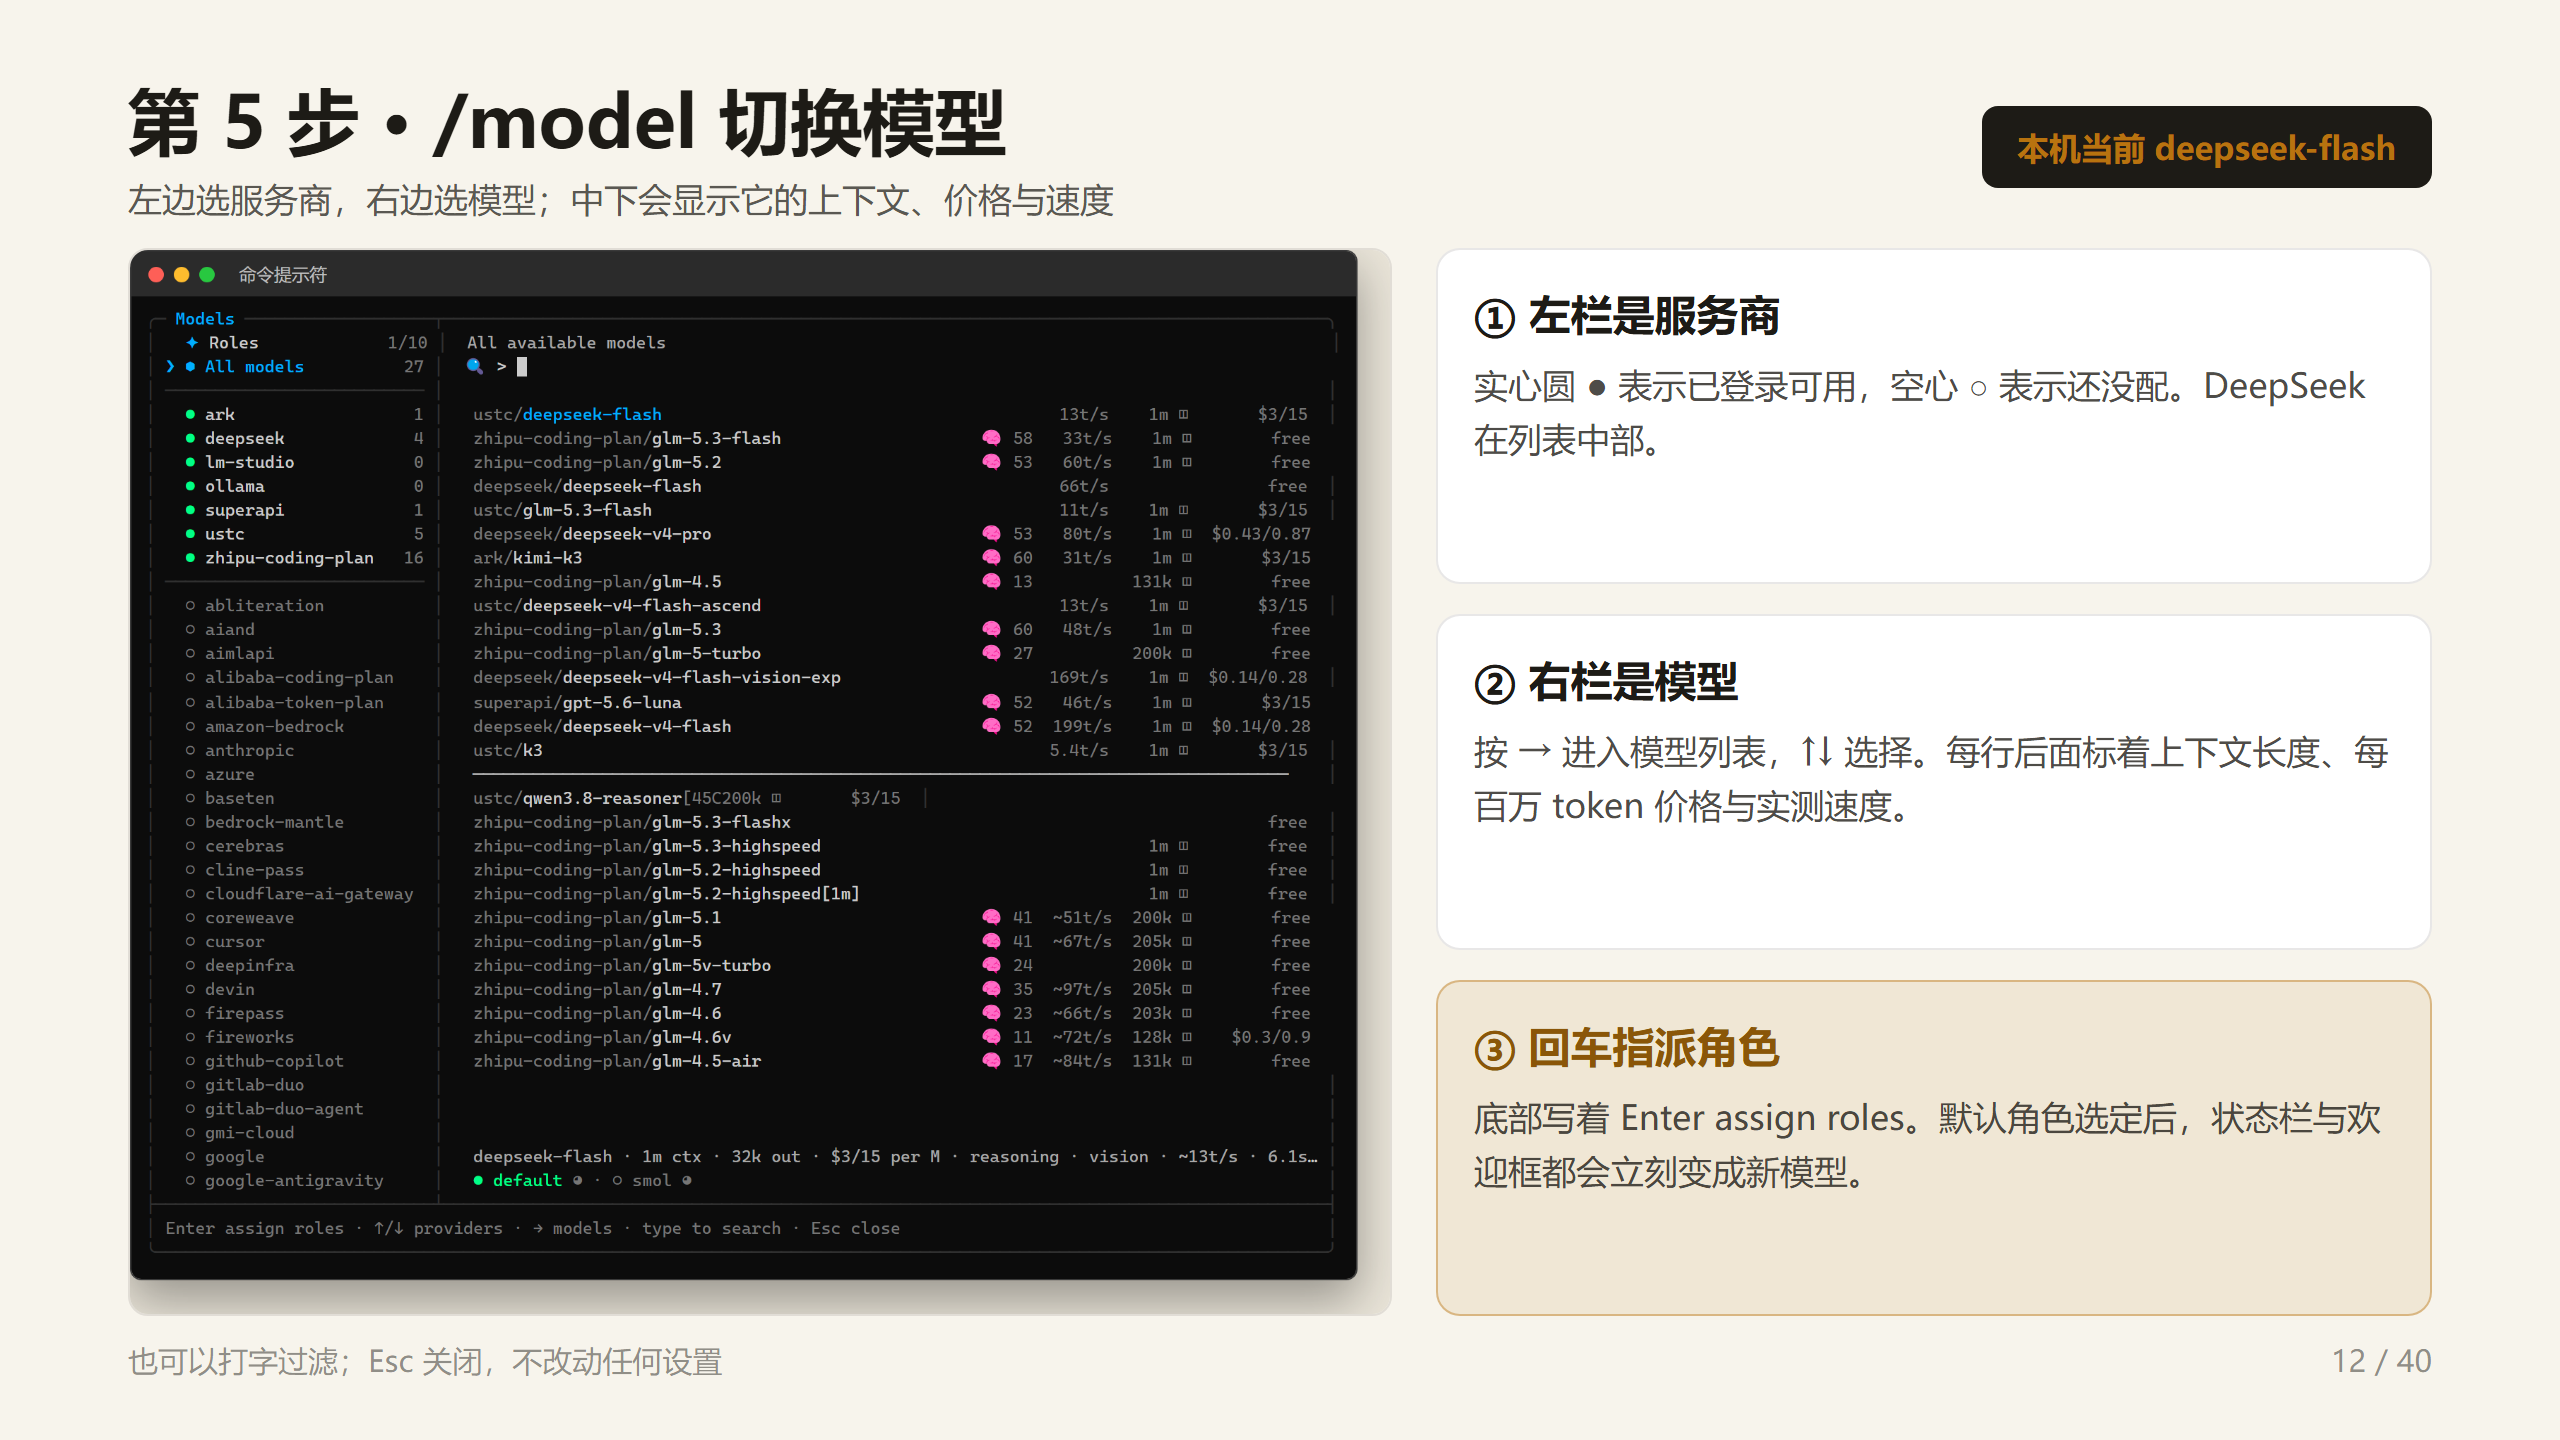 第 5 步 · /model 切换模型
左边选服务商，右边选模型；中下会显示它的上下文、价格与速度
本机当前 deepseek-flash
命令提示符
Models
✦ Roles 1/10
❯ ● All models 27
● ark 1
● deepseek 4
● lm-studio 0
● ollama 0
● superapi 1
● ustc 5
● zhipu-coding-plan 16
○ abliteration
○ aiand
○ aimlapi
○ alibaba-coding-plan
○ alibaba-token-plan
○ amazon-bedrock
○ anthropic
○ azure
○ baseten
○ bedrock-mantle
○ cerebras
○ cline-pass
○ cloudflare-ai-gateway
○ coreweave
○ cursor
○ deepinfra
○ devin
○ firepass
○ fireworks
○ github-copilot
○ gitlab-duo
○ gitlab-duo-agent
○ gmi-cloud
○ google
○ google-antigravity
All available models
🔍 >
ustc/deepseek-flash 13t/s 1m ◫ $3/15
zhipu-coding-plan/glm-5.3-flash 🧠 58 33t/s 1m ◫ free
zhipu-coding-plan/glm-5.2 🧠 53 60t/s 1m ◫ free
deepseek/deepseek-flash 66t/s free
ustc/glm-5.3-flash 11t/s 1m ◫ $3/15
deepseek/deepseek-v4-pro 🧠 53 80t/s 1m ◫ $0.43/0.87
ark/kimi-k3 🧠 60 31t/s 1m ◫ $3/15
zhipu-coding-plan/glm-4.5 🧠 13 131k ◫ free
ustc/deepseek-v4-flash-ascend 13t/s 1m ◫ $3/15
zhipu-coding-plan/glm-5.3 🧠 60 48t/s 1m ◫ free
zhipu-coding-plan/glm-5-turbo 🧠 27 200k ◫ free
deepseek/deepseek-v4-flash-vision-exp 169t/s 1m ◫ $0.14/0.28
superapi/gpt-5.6-luna 🧠 52 46t/s 1m ◫ $3/15
deepseek/deepseek-v4-flash 🧠 52 199t/s 1m ◫ $0.14/0.28
ustc/k3 5.4t/s 1m ◫ $3/15
ustc/qwen3.8-reasoner[45C200k ◫ $3/15
zhipu-coding-plan/glm-5.3-flashx free
zhipu-coding-plan/glm-5.3-highspeed 1m ◫ free
zhipu-coding-plan/glm-5.2-highspeed 1m ◫ free
zhipu-coding-plan/glm-5.2-highspeed[1m] 1m ◫ free
zhipu-coding-plan/glm-5.1 🧠 41 ~51t/s 200k ◫ free
zhipu-coding-plan/glm-5 🧠 41 ~67t/s 205k ◫ free
zhipu-coding-plan/glm-5v-turbo 🧠 24 200k ◫ free
zhipu-coding-plan/glm-4.7 🧠 35 ~97t/s 205k ◫ free
zhipu-coding-plan/glm-4.6 🧠 23 ~66t/s 203k ◫ free
zhipu-coding-plan/glm-4.6v 🧠 11 ~72t/s 128k ◫ $0.3/0.9
zhipu-coding-plan/glm-4.5-air 🧠 17 ~84t/s 131k ◫ free
deepseek-flash · 1m ctx · 32k out · $3/15 per M · reasoning · vision · ~13t/s · 6.1s…
● default ◕ · ○ smol ◕
Enter assign roles · ↑/↓ providers · → models · type to search · Esc close
① 左栏是服务商
实心圆 ● 表示已登录可用，空心 ○ 表示还没配。DeepSeek
在列表中部。
② 右栏是模型
按 → 进入模型列表，↑↓ 选择。每行后面标着上下文长度、每
百万 token 价格与实测速度。
③ 回车指派角色
底部写着 Enter assign roles。默认角色选定后，状态栏与欢
迎框都会立刻变成新模型。
也可以打字过滤；Esc 关闭，不改动任何设置
12 / 40